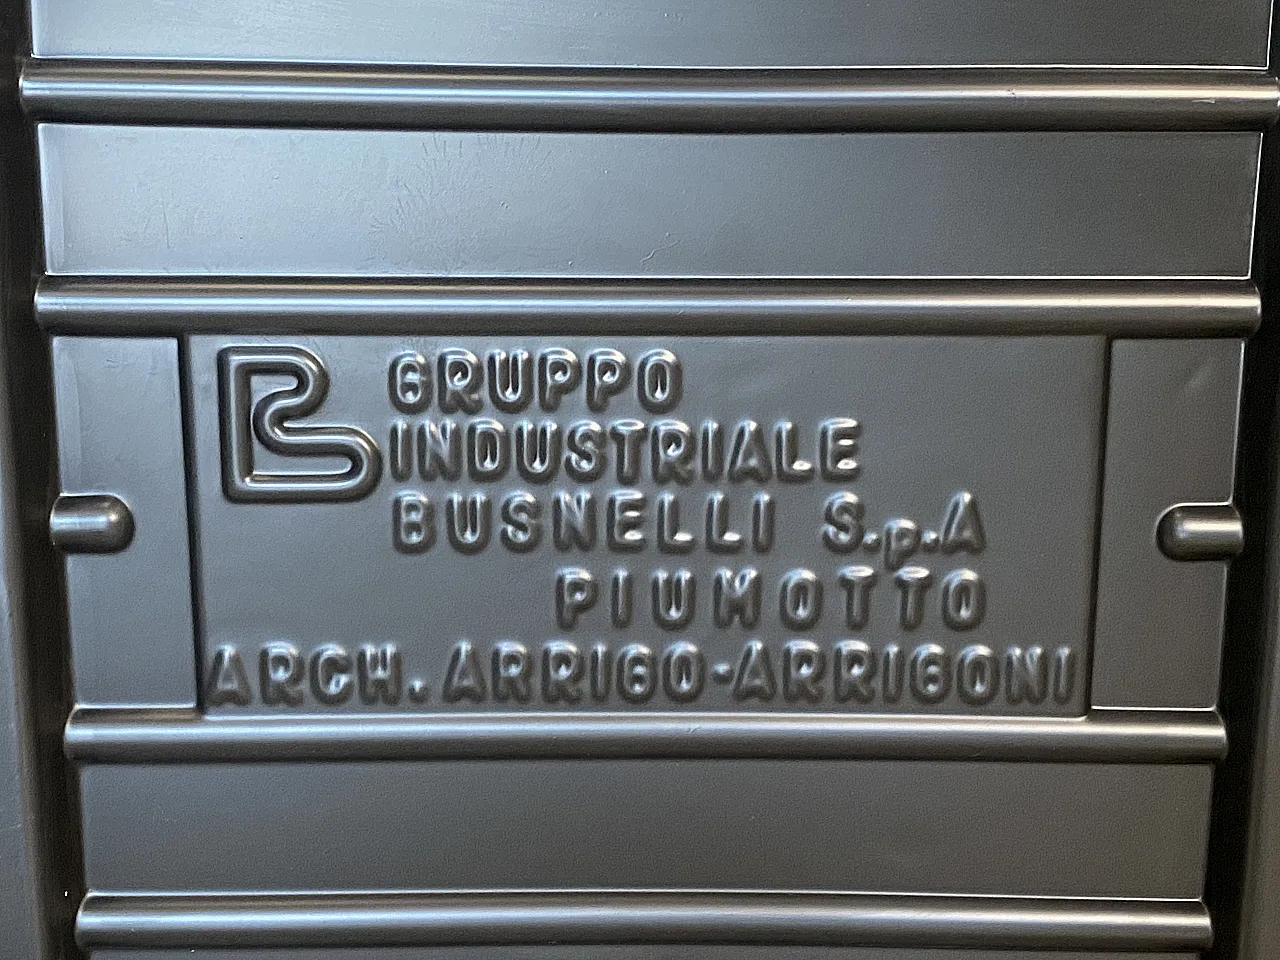 B GRUPPO
INDUSTRIALE
BUSNELLI S.p.A
PIUMOTTO
ARCH. ARRIGO-ARRIGONI